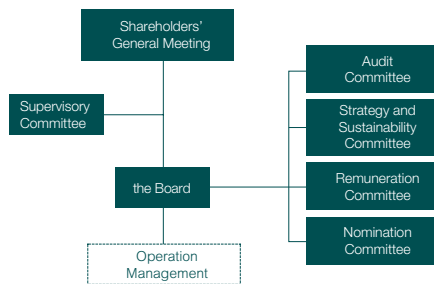 Shareholders'
General Meeting
Supervisory
Committee
the Board
Operation
Management
Audit
Committee
Strategy and
Sustainability
Committee
Remuneration
Committee
Nomination
Committee